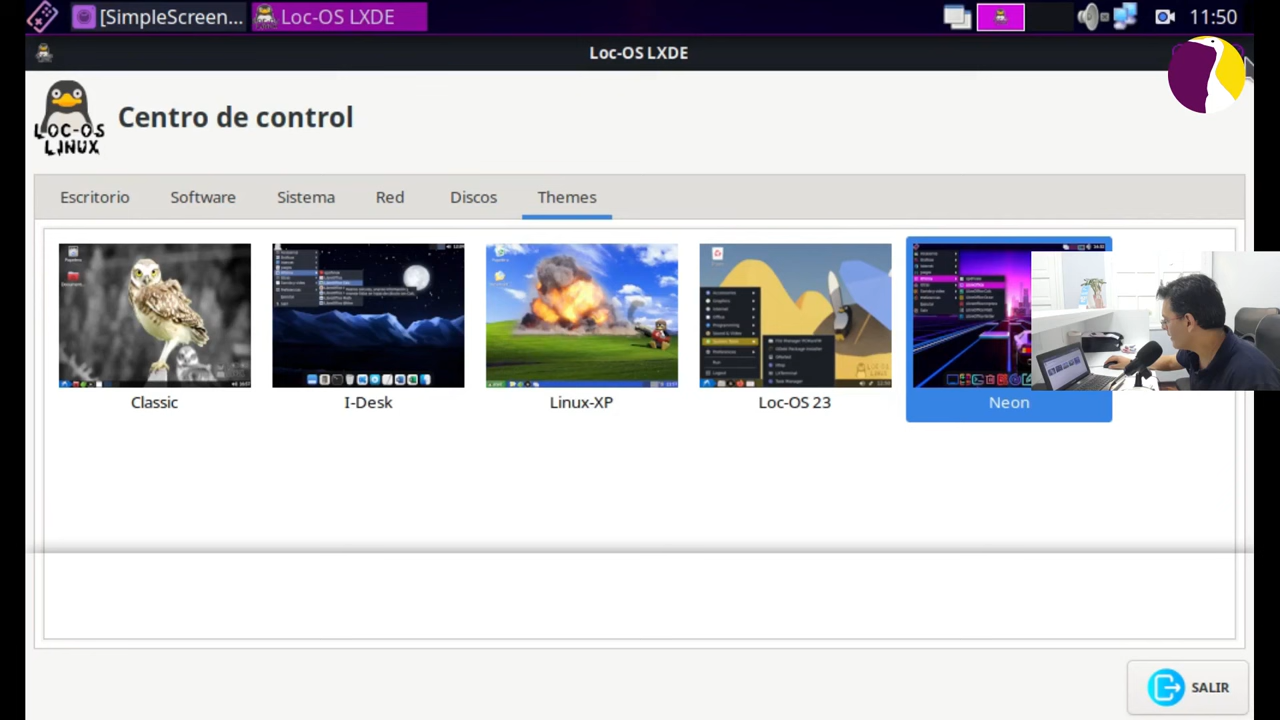 [SimpleScreen...
Loc-OS LXDE
11:50
Loc-OS LXDE
LOC-OS
LINUX
Centro de control
Escritorio
Software
Sistema
Red
Discos
Themes
Classic
I-Desk
Linux-XP
Loc-OS 23
Neon
SALIR